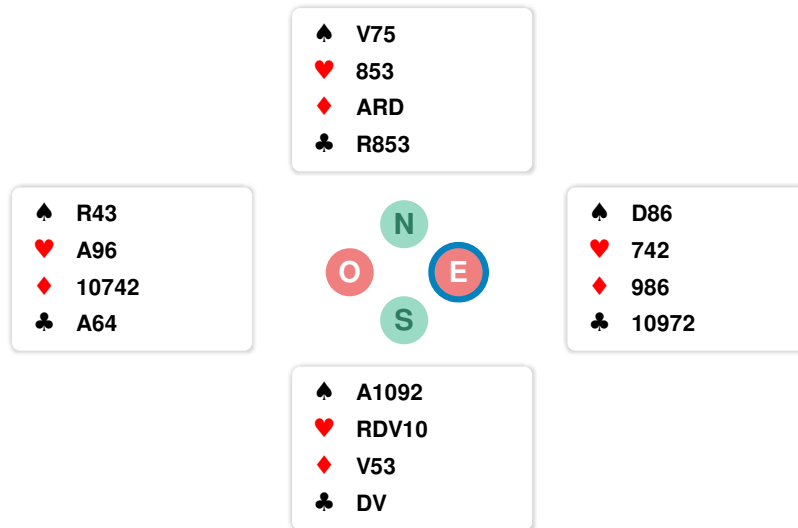 ♠ V75
♥ 853
♦ ARD
♣ R853
♠ R43
♥ A96
♦ 10742
♣ A64
N
O
E
S
♠ D86
♥ 742
♦ 986
♣ 10972
♠ A1092
♥ RDV10
♦ V53
♣ DV